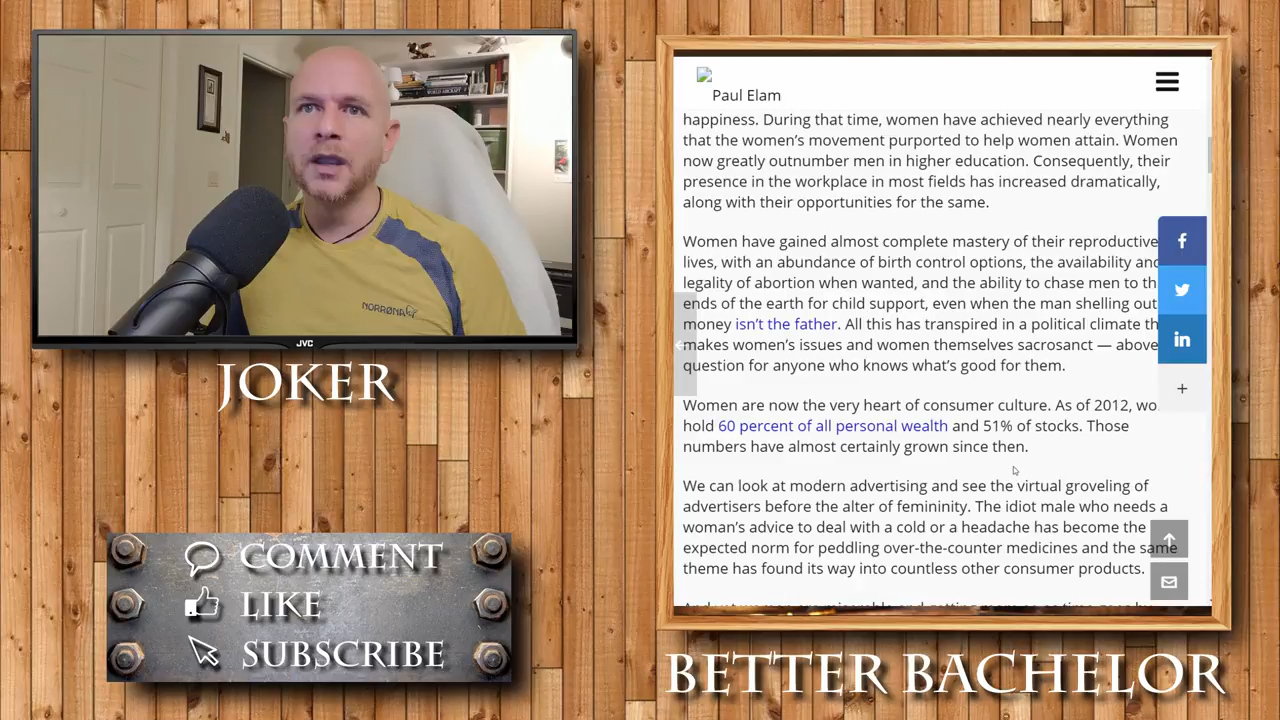 JVC
NORRØNA
JOKER
COMMENT
LIKE
SUBSCRIBE
Paul Elam
happiness. During that time, women have achieved nearly everything
that the women's movement purported to help women attain. Women
now greatly outnumber men in higher education. Consequently, their
presence in the workplace in most fields has increased dramatically,
along with their opportunities for the same.
Women have gained almost complete mastery of their reproductive
lives, with an abundance of birth control options, the availability and
legality of abortion when wanted, and the ability to chase men to th
ends of the earth for child support, even when the man shelling out
money isn't the father. All this has transpired in a political climate th
makes women's issues and women themselves sacrosanct — above
question for anyone who knows what's good for them.
Women are now the very heart of consumer culture. As of 2012, wo
hold 60 percent of all personal wealth and 51% of stocks. Those
numbers have almost certainly grown since then.
We can look at modern advertising and see the virtual groveling of
advertisers before the alter of femininity. The idiot male who needs a
woman's advice to deal with a cold or a headache has become the
expected norm for peddling over-the-counter medicines and the same
theme has found its way into countless other consumer products.
BETTER BACHELOR